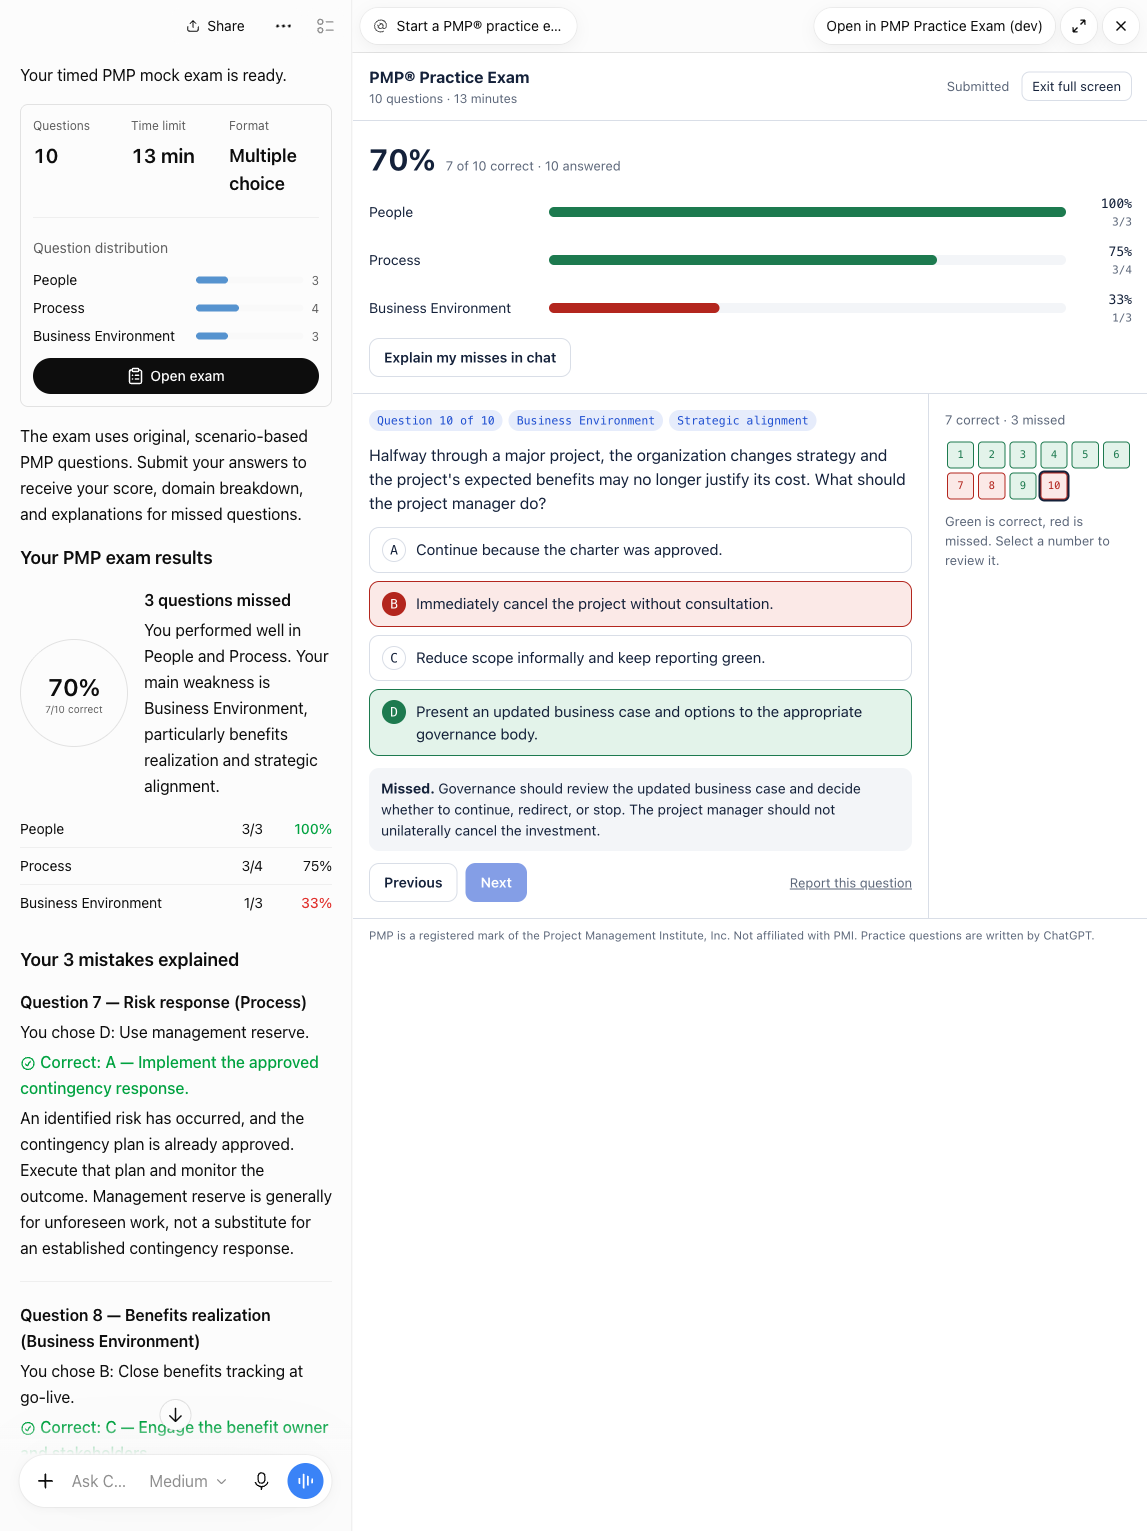 Share
Your timed PMP mock exam is ready.
Questions
Time limit
Format
10
13 min
Multiple
choice
Question distribution
People
3
Process
4
Business Environment
3
Open exam
The exam uses original, scenario-based
PMP questions. Submit your answers to
receive your score, domain breakdown,
and explanations for missed questions.
Your PMP exam results
70%
7/10 correct
3 questions missed
You performed well in
People and Process. Your
main weakness is
Business Environment,
particularly benefits
realization and strategic
alignment.
People 3/3 100%
Process 3/4 75%
Business Environment 1/3 33%
Your 3 mistakes explained
Question 7 — Risk response (Process)
You chose D: Use management reserve.
Correct: A — Implement the approved
contingency response.
An identified risk has occurred, and the
contingency plan is already approved.
Execute that plan and monitor the
outcome. Management reserve is generally
for unforeseen work, not a substitute for
an established contingency response.
Question 8 — Benefits realization
(Business Environment)
You chose B: Close benefits tracking at
go-live.
Correct: C — Engage the benefit owner
and stakeholders
Ask C...
Medium
Start a PMP® practice e...
Open in PMP Practice Exam (dev)
PMP® Practice Exam
10 questions · 13 minutes
Submitted
Exit full screen
70% 7 of 10 correct · 10 answered
People
100%
3/3
Process
75%
3/4
Business Environment
33%
1/3
Explain my misses in chat
Question 10 of 10
Business Environment
Strategic alignment
Halfway through a major project, the organization changes strategy and
the project's expected benefits may no longer justify its cost. What should
the project manager do?
A Continue because the charter was approved.
B Immediately cancel the project without consultation.
C Reduce scope informally and keep reporting green.
D Present an updated business case and options to the appropriate
governance body.
Missed. Governance should review the updated business case and decide
whether to continue, redirect, or stop. The project manager should not
unilaterally cancel the investment.
Previous
Next
Report this question
7 correct · 3 missed
1 2 3 4 5 6
7 8 9 10
Green is correct, red is
missed. Select a number to
review it.
PMP is a registered mark of the Project Management Institute, Inc. Not affiliated with PMI. Practice questions are written by ChatGPT.